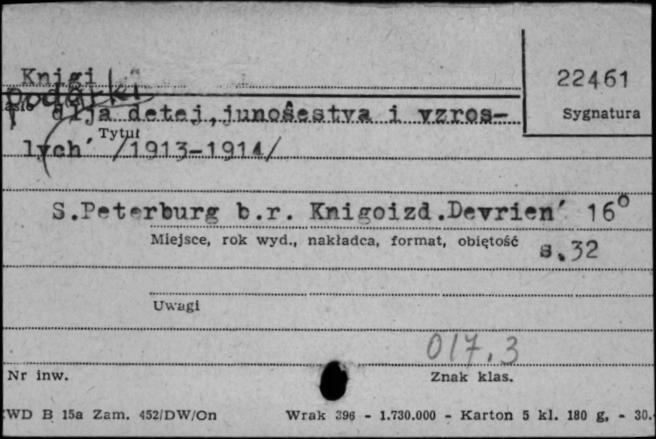 Knigi
podarki
22461
dlja detej, junošestva i vzros-
Sygnatura
Tytuł
lych' /1913-1914/
S.Peterburg b.r. Knigoizd.Devrien' 16°
Miejsce, rok wyd., nakładca, format, obiętość
s.32
Uwagi
017.3
Nr inw.
Znak klas.
WD B 15a Zam. 452/DW/On Wrak 396 - 1.730.000 - Karton 5 kl. 180 g, - 30.